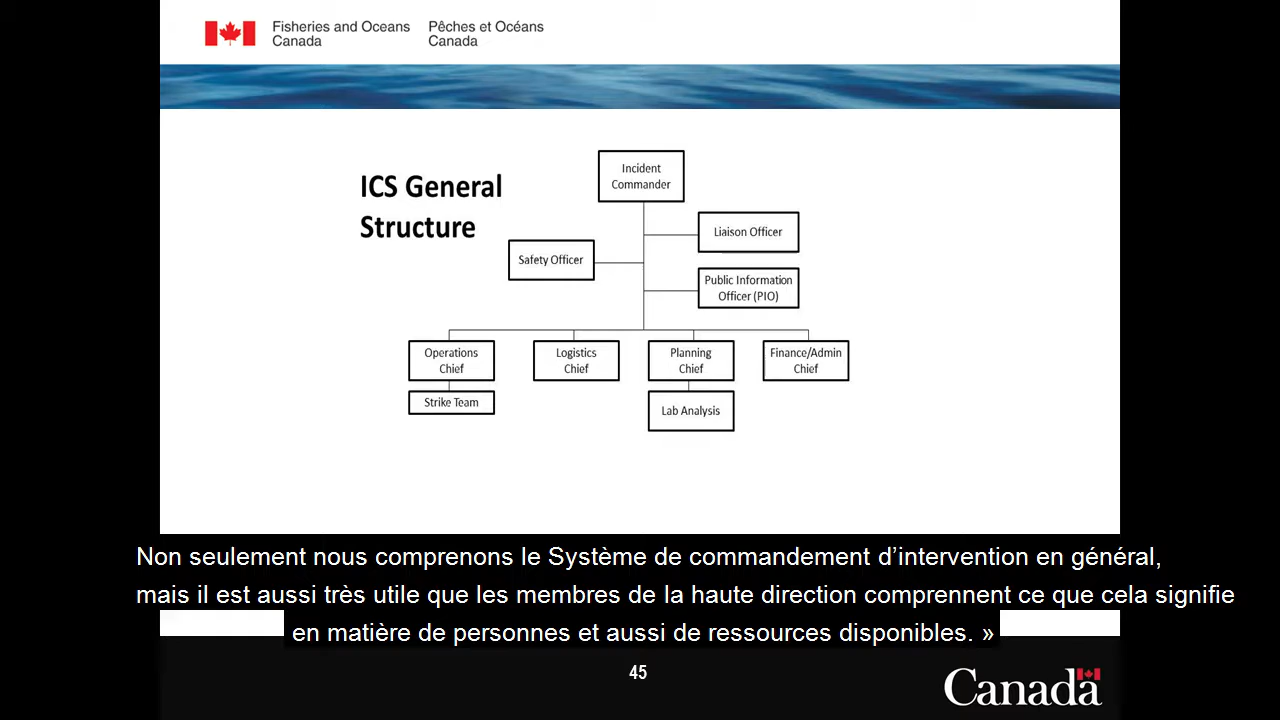 Fisheries and Oceans
Canada
Pêches et Océans
Canada
ICS General
Structure
Incident
Commander
Liaison Officer
Safety Officer
Public Information
Officer (PIO)
Operations
Chief
Logistics
Chief
Planning
Chief
Finance/Admin
Chief
Strike Team
Lab Analysis
Non seulement nous comprenons le Système de commandement d’intervention en général,
mais il est aussi très utile que les membres de la haute direction comprennent ce que cela signifie
en matière de personnes et aussi de ressources disponibles. »
45
Canada